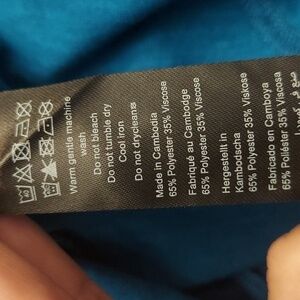 Warm gentle machine
wash
Do not bleach
Do not tumble dry
Cool iron
Do not dryclean
Made in Cambodia
65% Polyester 35% Viscose
Fabriqué au Cambodge
65% Polyester 35% Viscose
Hergestellt in
Kambodscha
65% Polyester 35% Viskose
Fabricado en Camboya
65% Poliester 35% Viscosa